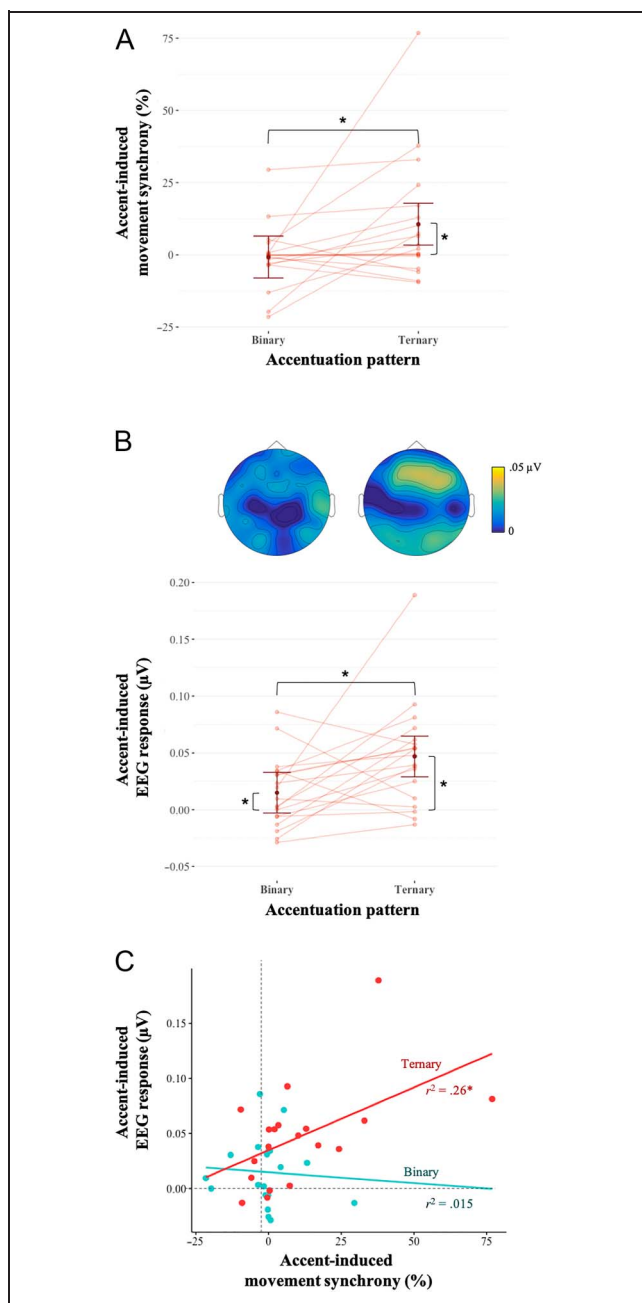 A
75
50
25
0
−25
Accent-induced
movement synchrony (%)
*
*
Binary
Ternary
Accentuation pattern
B
.05 µV
0
0.20
0.15
0.10
0.05
0.00
−0.05
Accent-induced
EEG response (µV)
*
*
*
Binary
Ternary
Accentuation pattern
C
0.15
0.10
0.05
0.00
Accent-induced
EEG response (µV)
Ternary
r² = .26*
Binary
r² = .015
−25
0
25
50
75
Accent-induced
movement synchrony (%)